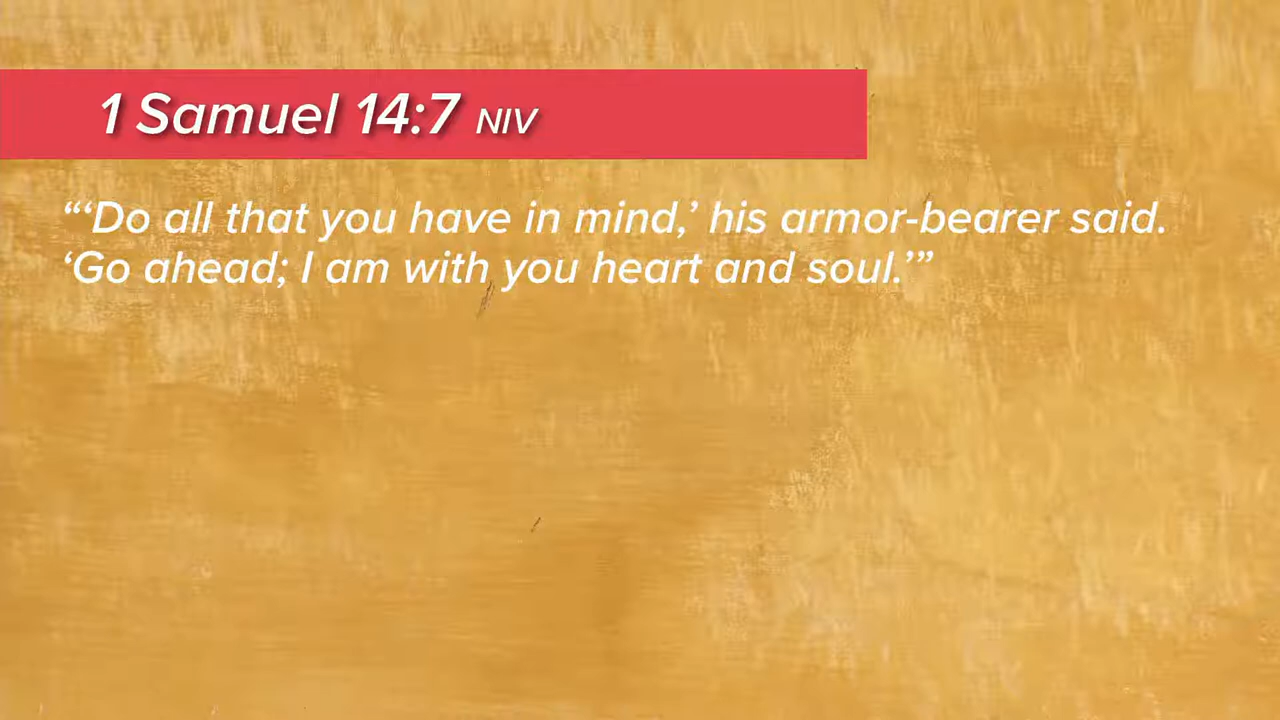 1 Samuel 14:7 NIV
“‘Do all that you have in mind,’ his armor-bearer said.
‘Go ahead; I am with you heart and soul.’”